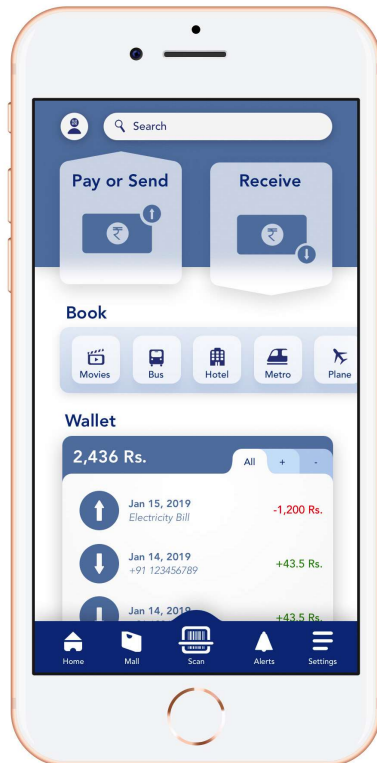 Search
Pay or Send
Receive
₹
₹
Book
Movies
Bus
Hotel
Metro
Plane
Wallet
2,436 Rs.
All
+
-
Jan 15, 2019
Electricity Bill
-1,200 Rs.
Jan 14, 2019
+91 123456789
+43.5 Rs.
Jan 14, 2019
+43.5 Rs.
Home
Mall
Scan
Alerts
Settings